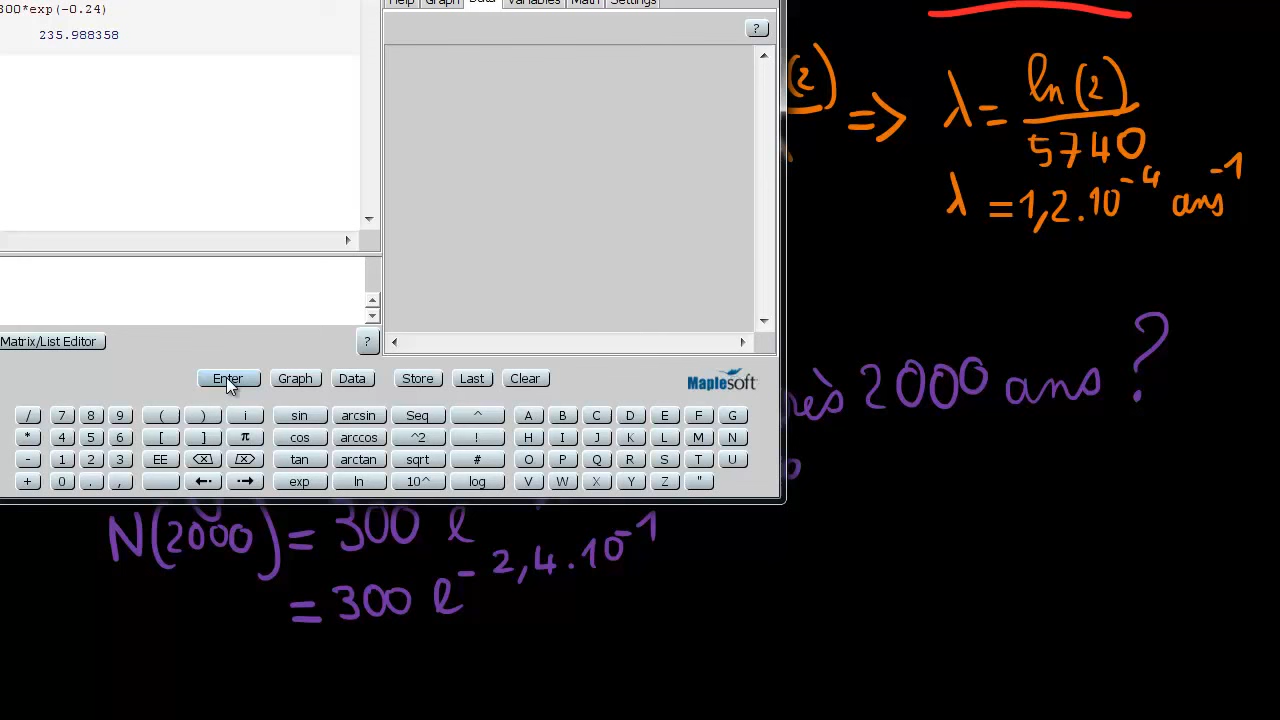 Help Graph Data Variables Math Settings
300*exp(-0.24)
235.988358
?
(2)
=> λ = ln(2)
5740
λ = 1,2.10⁻⁴ ans⁻¹
Matrix/List Editor
?
Enter Graph Data Store Last Clear
Maplesoft
/ 7 8 9 ( ) i sin arcsin Seq ^ A B C D E F G
* 4 5 6 [ ] π cos arccos ^2 ! H I J K L M N
- 1 2 3 EE tan arctan sqrt # O P Q R S T U
+ 0 . , exp ln 10^ log V W X Y Z "
2000 ans ?
N(2000) = 300 e
= 300 e⁻ 2,4.10⁻¹